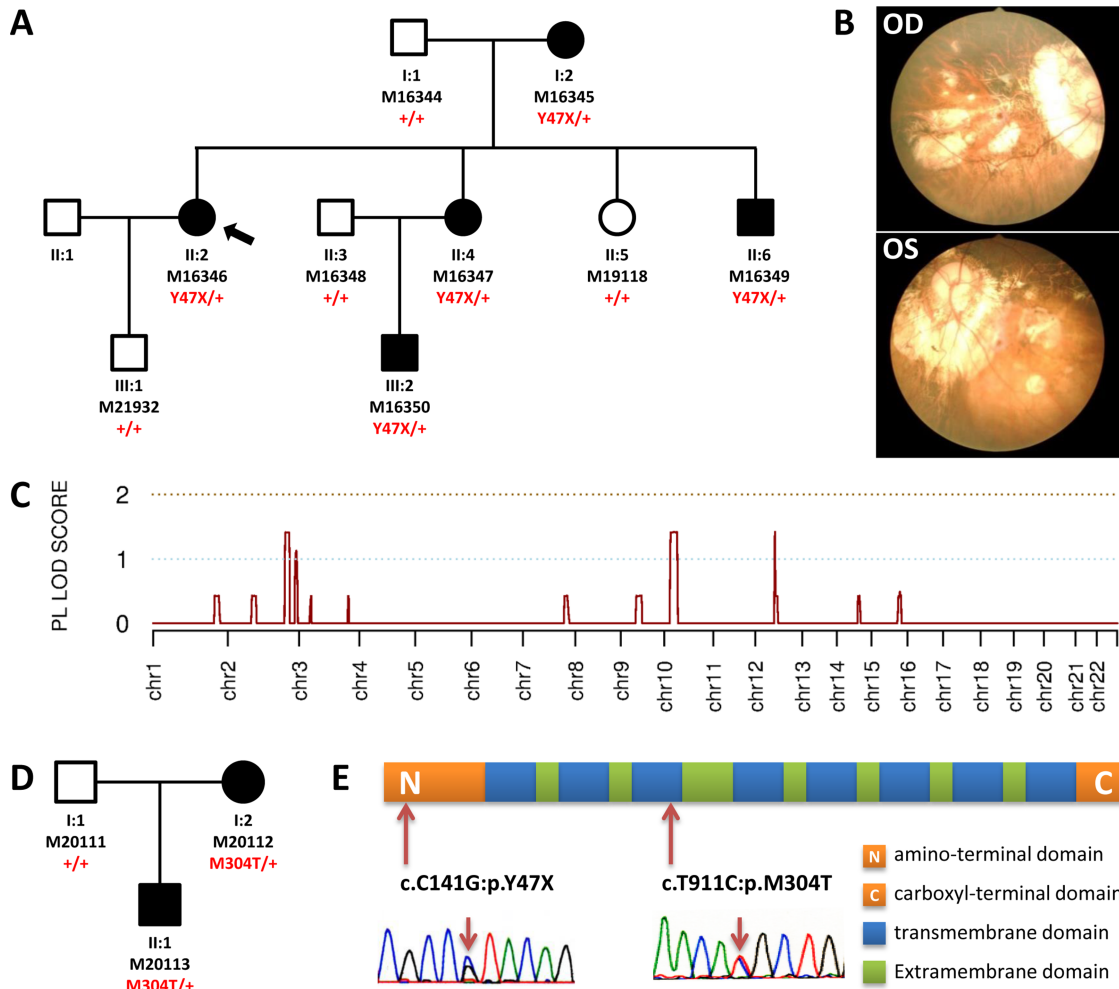 A
I:1
M16344
+/+
I:2
M16345
Y47X/+
II:1
II:2
M16346
Y47X/+
II:3
M16348
+/+
II:4
M16347
Y47X/+
II:5
M19118
+/+
II:6
M16349
Y47X/+
III:1
M21932
+/+
III:2
M16350
Y47X/+
B
OD
OS
C
PL LOD SCORE
2
1
0
chr1
chr2
chr3
chr4
chr5
chr6
chr7
chr8
chr9
chr10
chr11
chr12
chr13
chr14
chr15
chr16
chr17
chr18
chr19
chr20
chr21
chr22
D
I:1
M20111
+/+
I:2
M20112
M304T/+
II:1
M20113
M304T/+
E
N
C
c.C141G:p.Y47X
c.T911C:p.M304T
N amino-terminal domain
C carboxyl-terminal domain
transmembrane domain
Extramembrane domain